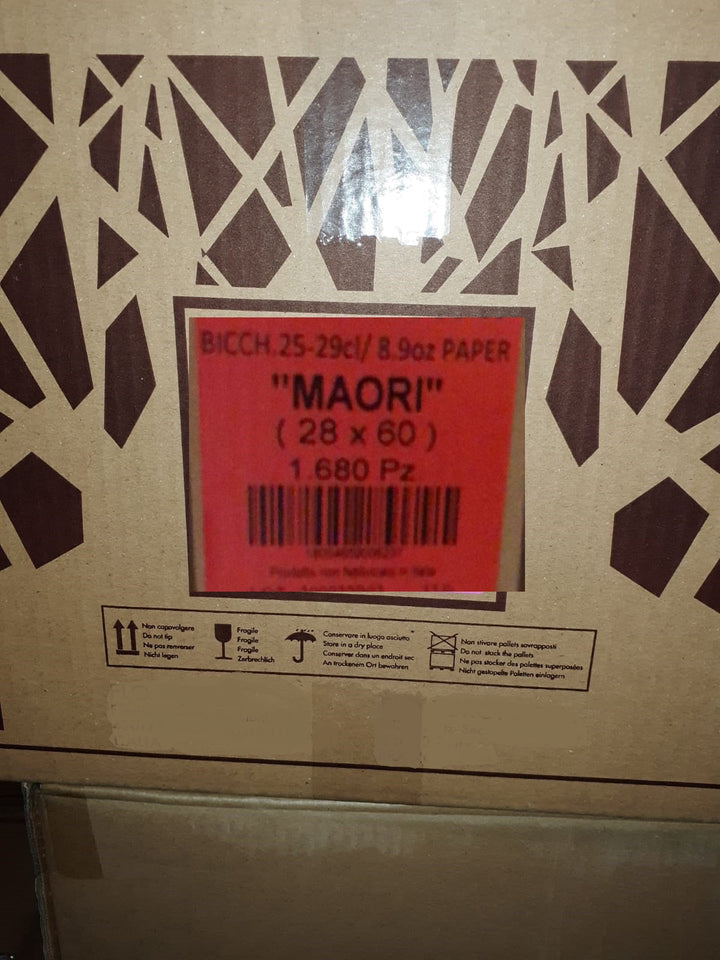 BICCH.25-29cl/ 8.9oz PAPER
"MAORI"
( 28 x 60 )
1.680 Pz
Non capovolgere
Do not tip
Ne pas renverser
Nicht legen
Fragile
Fragile
Fragile
Zerbrechlich
Conservare in luogo asciutto
Store in a dry place
Conserver dans un endroit sec
An trockenem Ort bewahren
Non stivare pallets sovrapposti
Do not stack the pallets
Ne pas stocker des palettes superposées
Nicht gestapelte Paletten einlagern